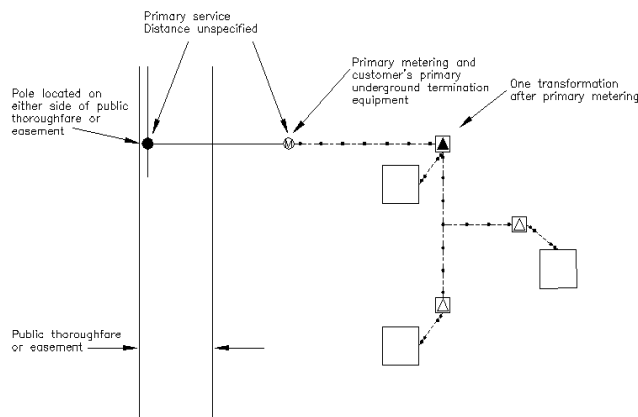 Primary service
Distance unspecified
Pole located on
either side of public
thoroughfare or
easement
Primary metering and
customer's primary
underground termination
equipment
One transformation
after primary metering
M
Public thoroughfare
or easement